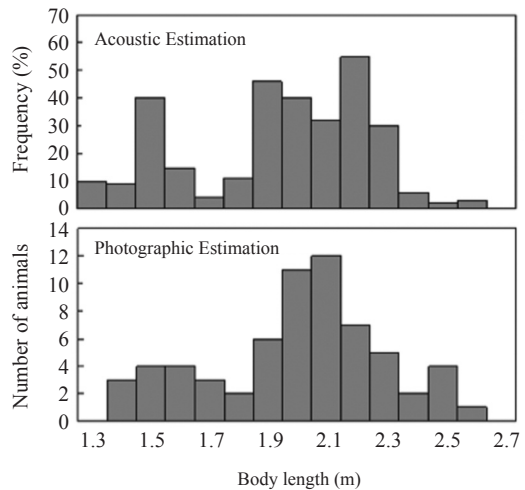 Acoustic Estimation
Frequency (%)
70
60
50
40
30
20
10
0
Photographic Estimation
Number of animals
14
12
10
8
6
4
2
0
1.3 1.5 1.7 1.9 2.1 2.3 2.5 2.7
Body length (m)